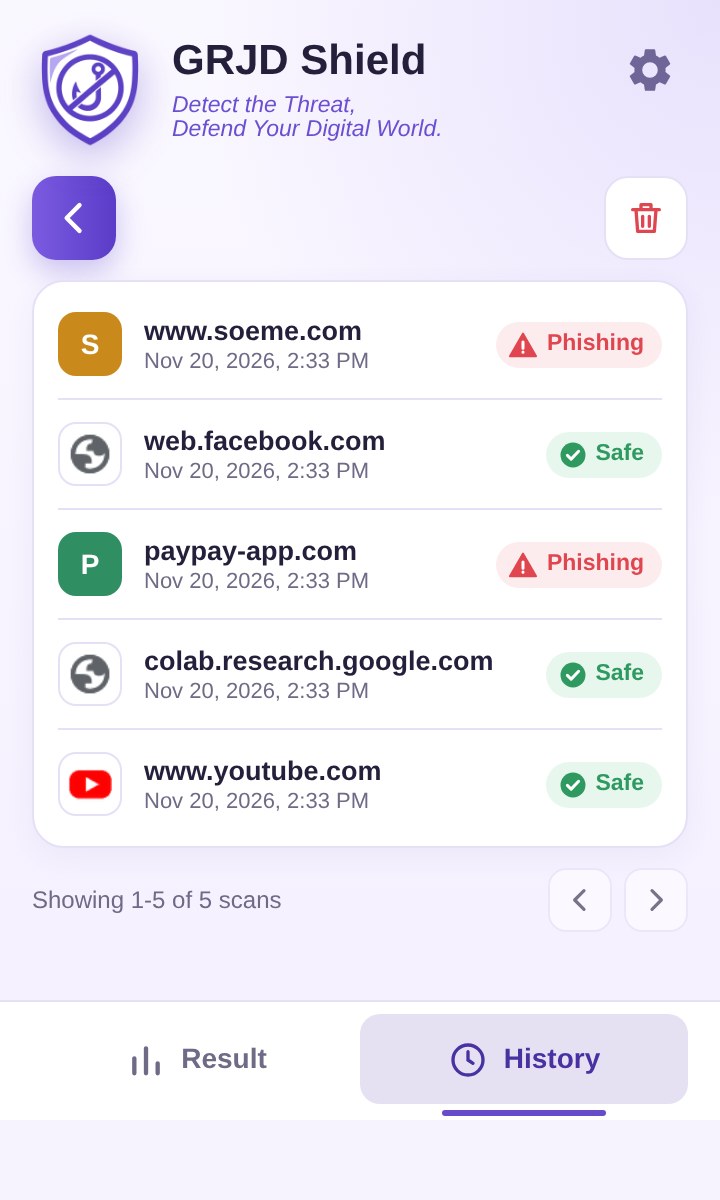 GRJD Shield
Detect the Threat,
Defend Your Digital World.
S
www.soeme.com
Nov 20, 2026, 2:33 PM
Phishing
web.facebook.com
Nov 20, 2026, 2:33 PM
Safe
P
paypay-app.com
Nov 20, 2026, 2:33 PM
Phishing
colab.research.google.com
Nov 20, 2026, 2:33 PM
Safe
www.youtube.com
Nov 20, 2026, 2:33 PM
Safe
Showing 1-5 of 5 scans
Result
History